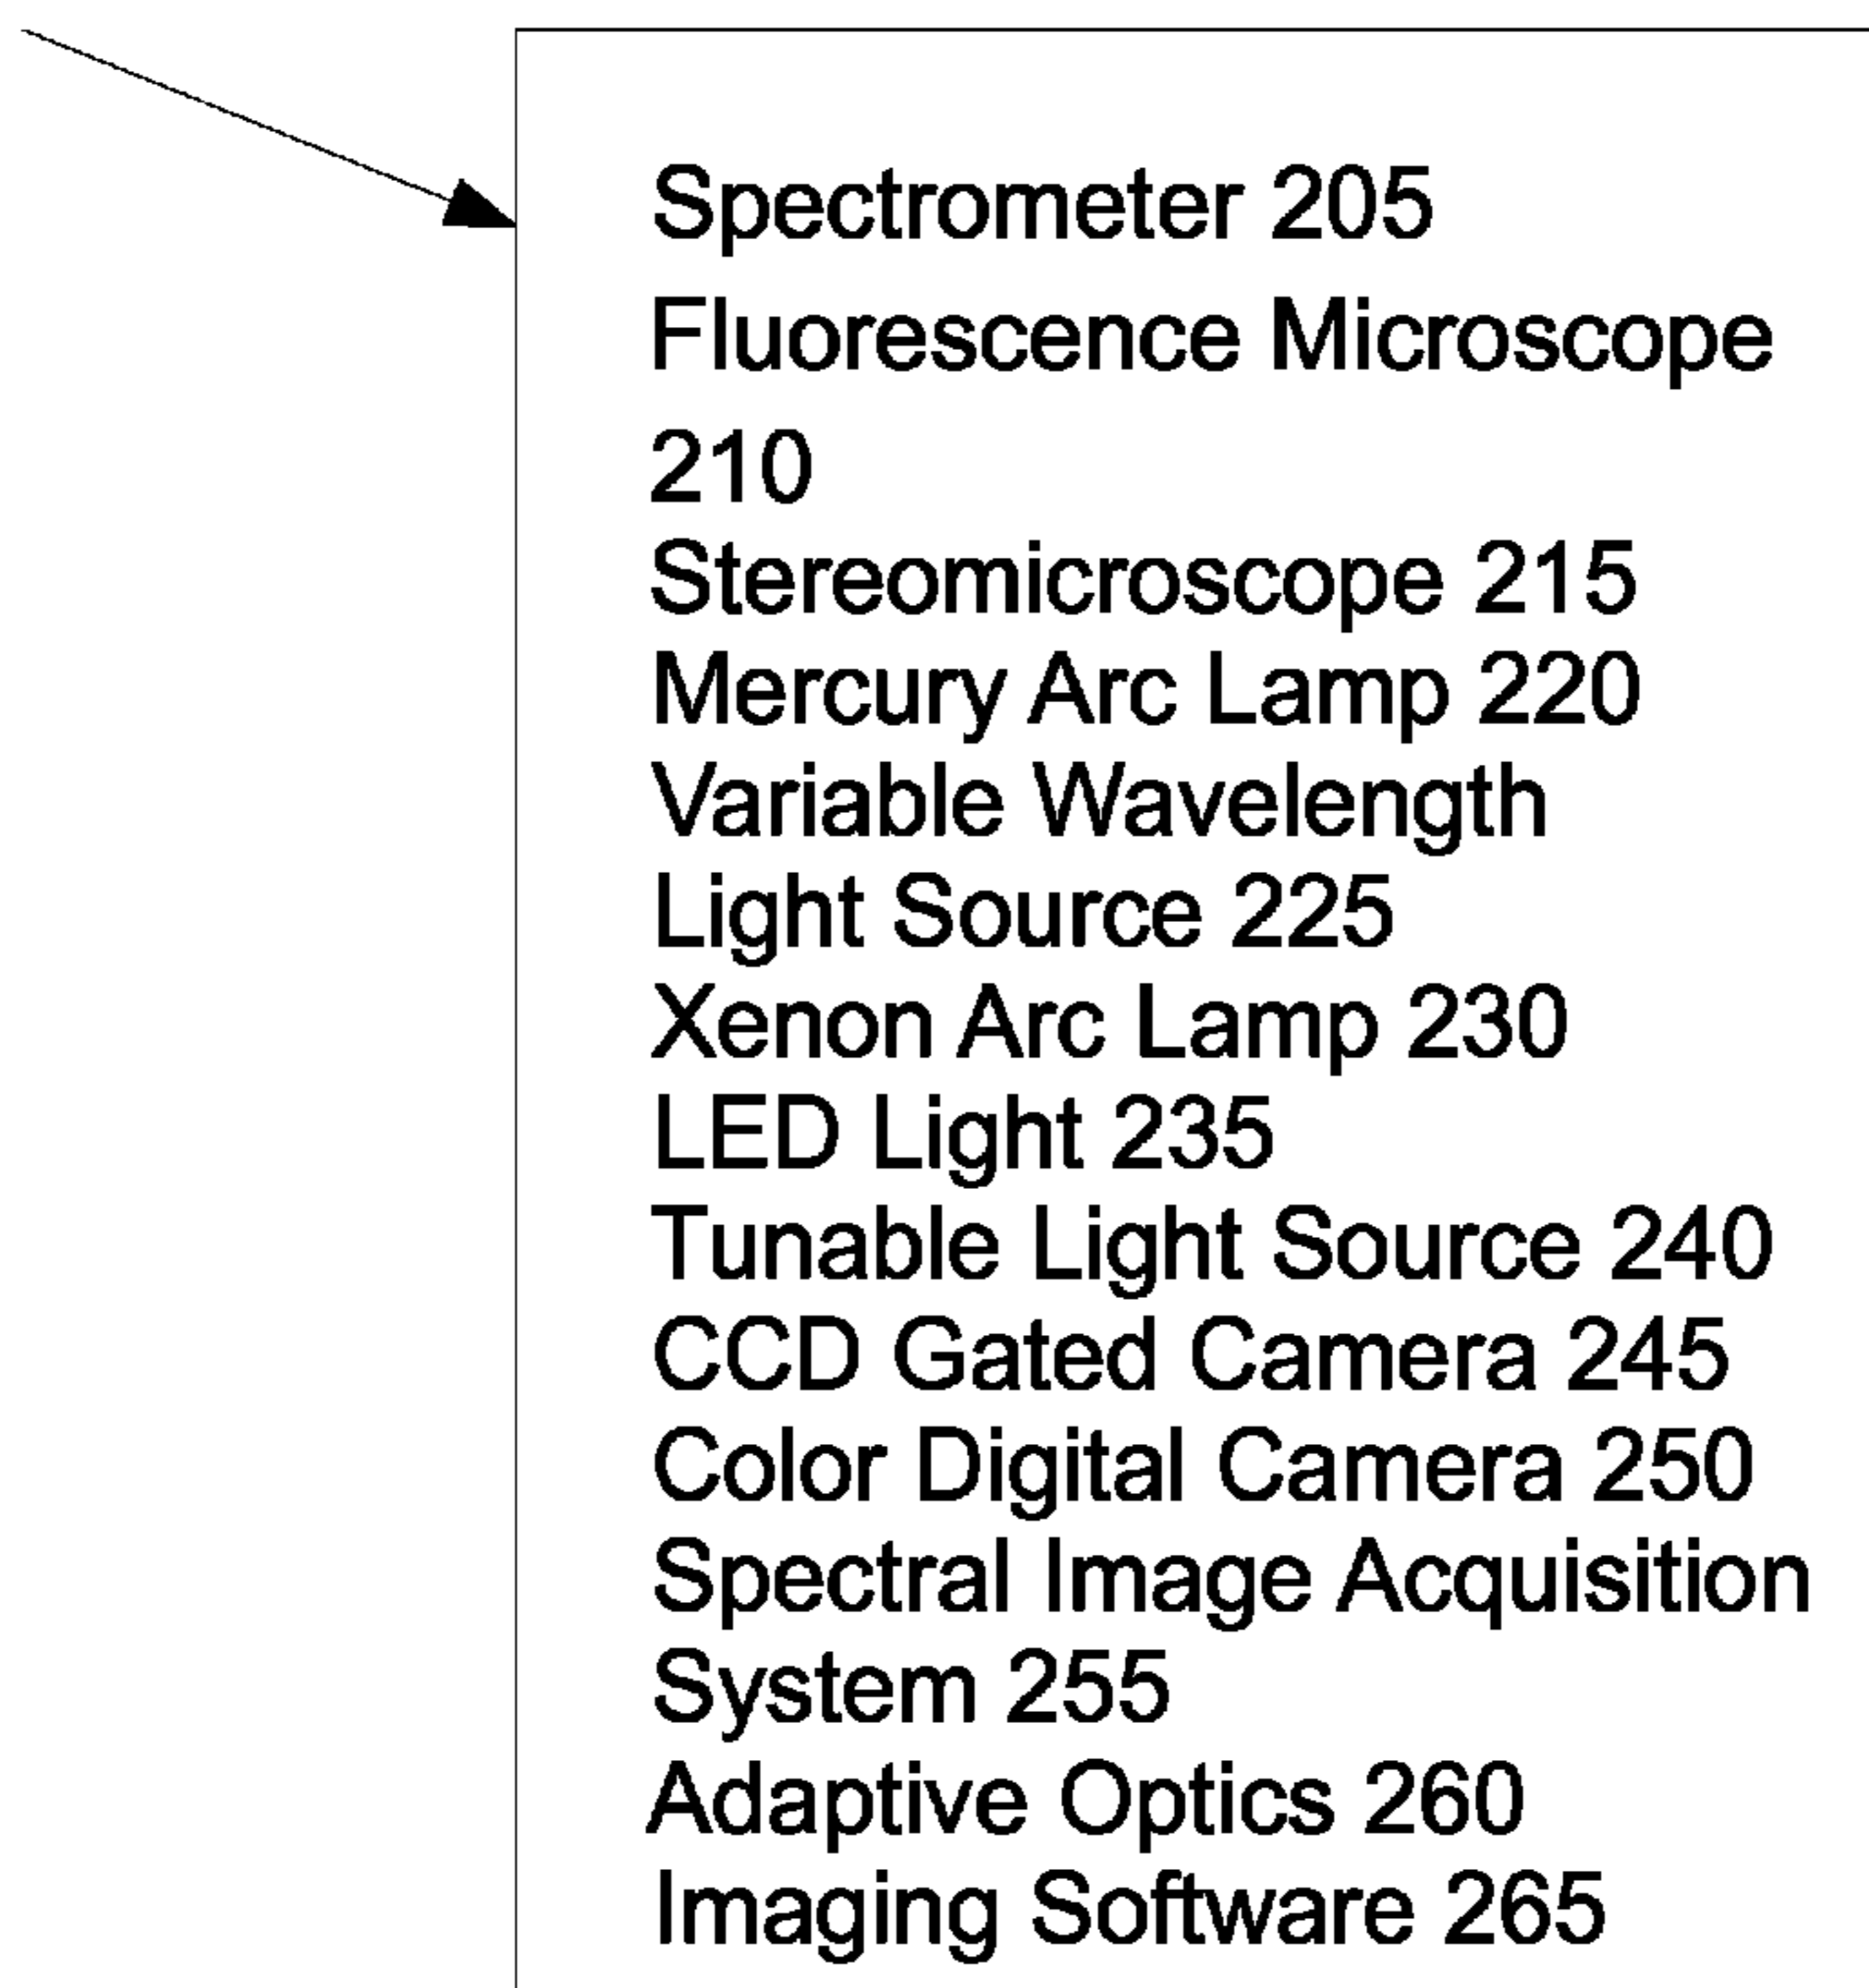 Spectrometer 205
Fluorescence Microscope
210
Stereomicroscope 215
Mercury Arc Lamp 220
Variable Wavelength
Light Source 225
Xenon Arc Lamp 230
LED Light 235
Tunable Light Source 240
CCD Gated Camera 245
Color Digital Camera 250
Spectral Image Acquisition
System 255
Adaptive Optics 260
Imaging Software 265